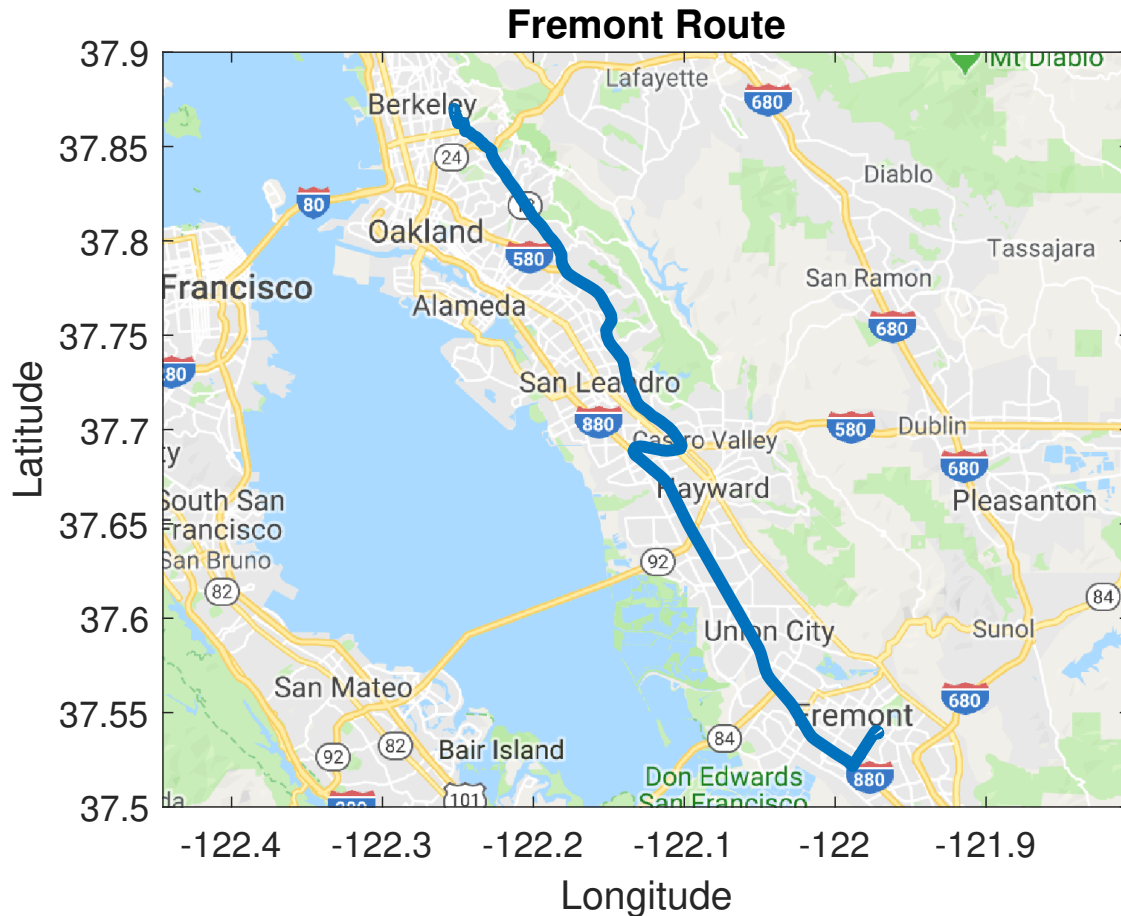 Fremont Route
37.9
37.85
37.8
37.75
37.7
37.65
37.6
37.55
37.5
Latitude
-122.4
-122.3
-122.2
-122.1
-122
-121.9
Longitude
Mt Diablo
Lafayette
680
Berkeley
24
Diablo
80
Oakland
580
Tassajara
San Ramon
Francisco
Alameda
680
280
San Leandro
880
580
Dublin
Castro Valley
680
Hayward
Pleasanton
South San
Francisco
San Bruno
92
82
84
Union City
Sunol
San Mateo
680
Fremont
84
82
92
Bair Island
880
Don Edwards
San Francisco
101